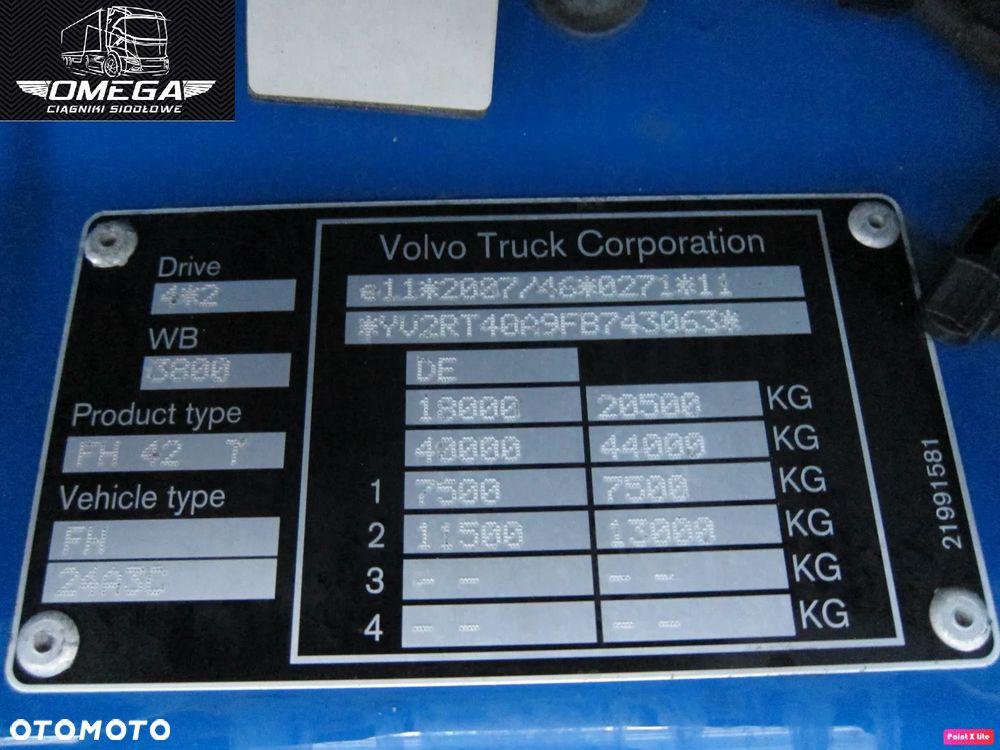 OMEGA
CIĄGNIKI SIODŁOWE
Volvo Truck Corporation
Drive
4*2
e11*2007/46*0271*11
*YV2RT40A9FB743063*
WB
3800
DE
18000 20500 KG
Product type
FH 42 T
40000 44000 KG
1 7500 7500 KG
Vehicle type
FH
2 11500 13000 KG
24A3C
3 -- -- KG
4 -- -- KG
21991581
OTOMOTO
Paint X Lite